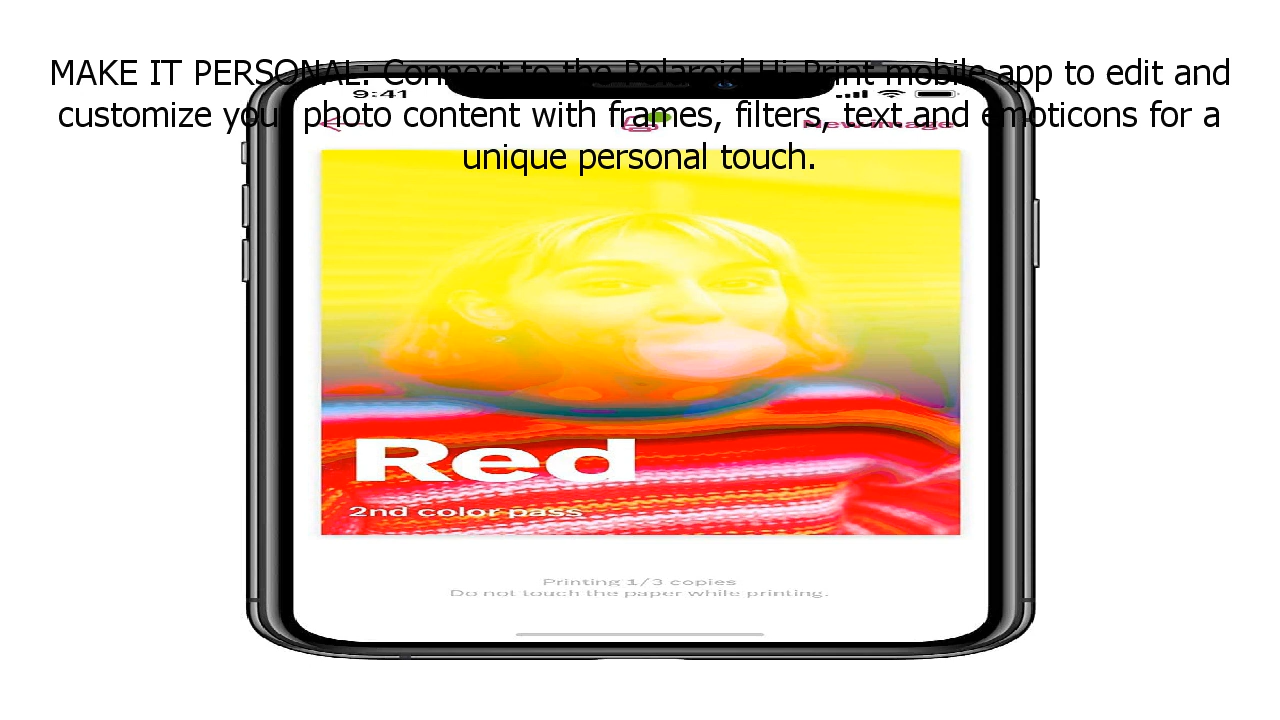 MAKE IT PERSONAL: Connect to the Polaroid Hi-Print mobile app to edit and
customize your photo content with frames, filters, text and emoticons for a
unique personal touch.
9:41
New image
Red
2nd color pass
Printing 1/3 copies
Do not touch the paper while printing.